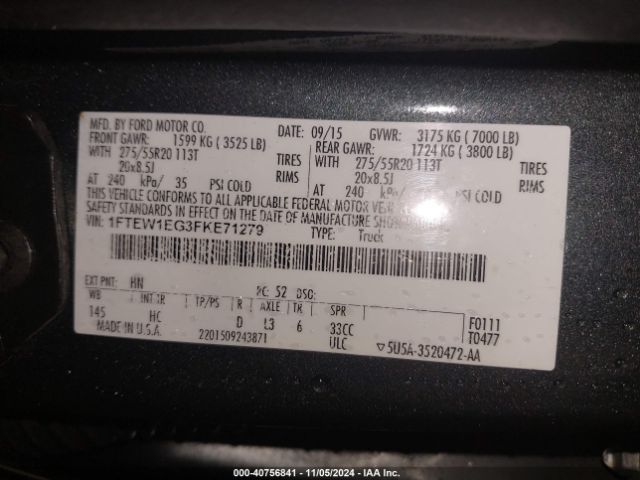 MFD. BY FORD MOTOR CO.
DATE: 09/15 GVWR: 3175 KG ( 7000 LB)
FRONT GAWR: 1599 KG ( 3525 LB) REAR GAWR: 1724 KG ( 3800 LB)
WITH 275/55R20 113T TIRES WITH 275/55R20 113T TIRES
20x8.5J RIMS 20x8.5J RIMS
AT 240 kPa/ 35 PSI COLD AT 240
THIS VEHICLE CONFORMS TO ALL APPLICABLE FEDERAL MOTOR
SAFETY STANDARDS IN EFFECT ON THE DATE OF MANUFACTURE
VIN: 1FTEW1EG3FKE71279
TYPE: Truck
EXT PNT: HN RC: 52 DSO:
WB INT TR TP/PS R AXLE TR SPR
145 HC D L3 6 33CC
F0111
T0477
MADE IN U.S.A. 2201509243871 ULC ▽5U5A-3520472-AA
000-40756841 - 11/05/2024 - IAA Inc.